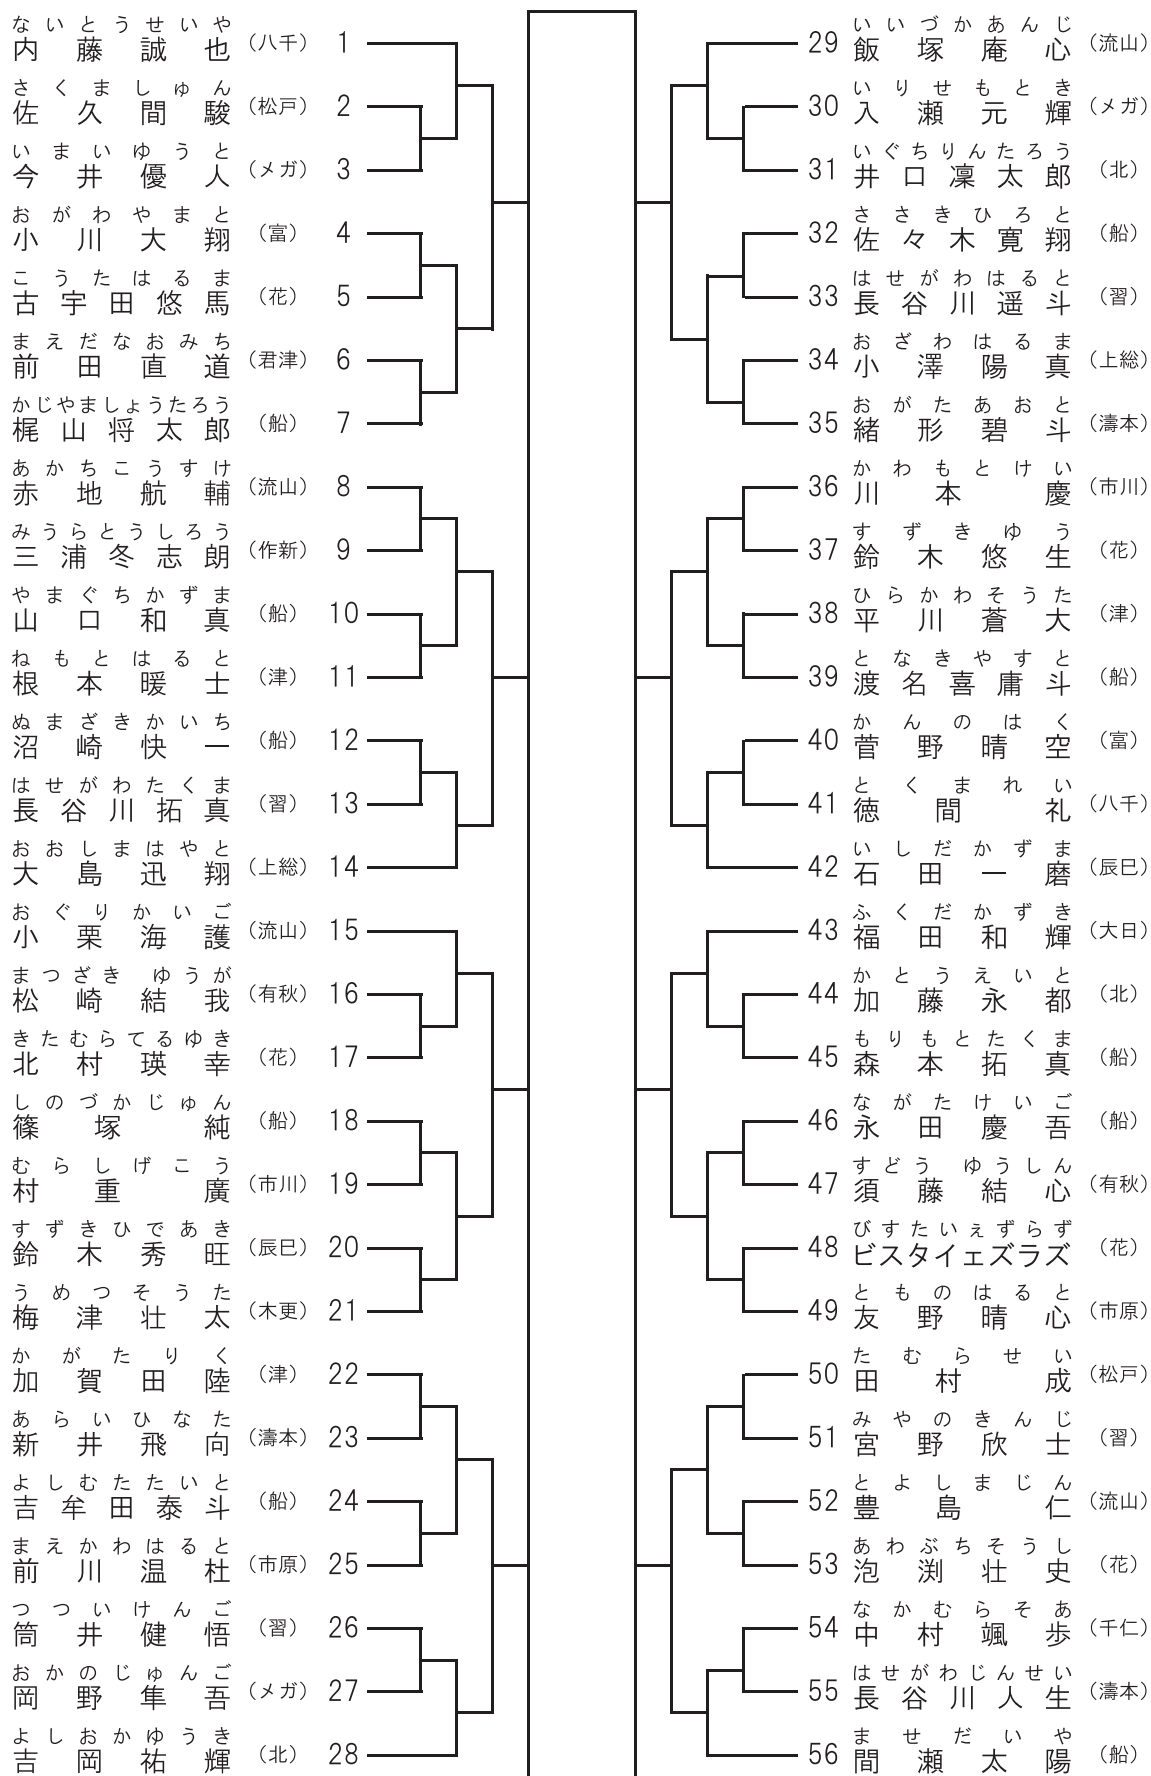 ないとうせいや
内藤誠也 （八千） 1
さくましゅん
佐久間駿 （松戸） 2
いまいゆうと
今井優人 （メガ） 3
おがわやまと
小川大翔 （富） 4
こうたはるま
古宇田悠馬 （花） 5
まえだなおみち
前田直道 （君津） 6
かじやましょうたろう
梶山将太郎 （船） 7
あかちこうすけ
赤地航輔 （流山） 8
みうらとうしろう
三浦冬志朗 （作新） 9
やまぐちかずま
山口和真 （船） 10
ねもとはると
根本暖士 （津） 11
ぬまざきかいち
沼崎快一 （船） 12
はせがわたくま
長谷川拓真 （習） 13
おおしまはやと
大島迅翔 （上総） 14
おぐりかいご
小栗海護 （流山） 15
まつざき ゆうが
松崎結我 （有秋） 16
きたむらてるゆき
北村瑛幸 （花） 17
しのづかじゅん
篠塚純 （船） 18
むらしげこう
村重廣 （市川） 19
すずきひであき
鈴木秀旺 （辰巳） 20
うめつそうた
梅津壮太 （木更） 21
かがたりく
加賀田陸 （津） 22
あらいひなた
新井飛向 （濤本） 23
よしむたたいと
吉牟田泰斗 （船） 24
まえかわはると
前川温杜 （市原） 25
つついけんご
筒井健悟 （習） 26
おかのじゅんご
岡野隼吾 （メガ） 27
よしおかゆうき
吉岡祐輝 （北） 28
いいづかあんじ
29 飯塚庵心 （流山）
いりせもとき
30 入瀬元輝 （メガ）
いぐちりんたろう
31 井口凜太郎 （北）
ささきひろと
32 佐々木寛翔 （船）
はせがわはると
33 長谷川遥斗 （習）
おざわはるま
34 小澤陽真 （上総）
おがたあおと
35 緒形碧斗 （濤本）
かわもとけい
36 川本慶 （市川）
すずきゆう
37 鈴木悠生 （花）
ひらかわそうた
38 平川蒼大 （津）
となきやすと
39 渡名喜庸斗 （船）
かんのはく
40 菅野晴空 （富）
とくまれい
41 徳間礼 （八千）
いしだかずま
42 石田一磨 （辰巳）
ふくだかずき
43 福田和輝 （大日）
かとうえいと
44 加藤永都 （北）
もりもとたくま
45 森本拓真 （船）
ながたけいご
46 永田慶吾 （船）
すどう ゆうしん
47 須藤結心 （有秋）
びすたいぇずらず
48 ビスタイェズラズ （花）
とものはると
49 友野晴心 （市原）
たむらせい
50 田村成 （松戸）
みやのきんじ
51 宮野欣士 （習）
とよしまじん
52 豊島仁 （流山）
あわぶちそうし
53 泡渕壮史 （花）
なかむらそあ
54 中村颯歩 （千仁）
はせがわじんせい
55 長谷川人生 （濤本）
ませだいや
56 間瀬太陽 （船）